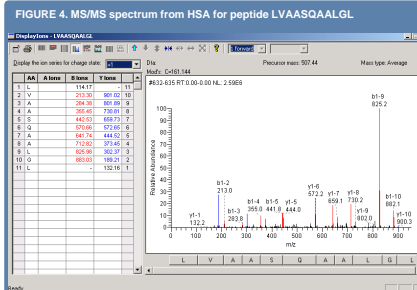 FIGURE 4. MS/MS spectrum from HSA for peptide LVAASQAALGL
DisplayIons - LVAASQAALGL
5 forward
Display the ion series for charge state: +1
Dta: Precursor mass: 507.44 Mass type: Average
Mod's: C=161.144
#632-635 RT:0.00-0.00 NL: 2.59E6
AA A Ions B Ions Y Ions
1 L - 114.17 - 11
2 V 213.30 901.02 10
3 A 284.38 801.89 9
4 A 355.45 730.81 8
5 S 442.53 659.73 7
6 Q 570.66 572.65 6
7 A 641.74 444.52 5
8 A 712.82 373.45 4
9 L 825.98 302.37 3
10 G 883.03 189.21 2
11 L - 132.16 1
Relative Abundance
100
90
80
70
60
50
40
30
20
10
0
b1-9
825.2
b1-2
213.0
y1-6
572.2
y1-7
659.1
y1-8
730.2
b1-10
882.1
b1-3
283.8
b1-4
355.0
b1-5
441.8
y1-5
444.0
y1-1
132.2
y1-9
802.0
y1-10
900.3
0 100 200 300 400 500 600 700 800 900
m/z
L V A A S Q A A L G L
Ready